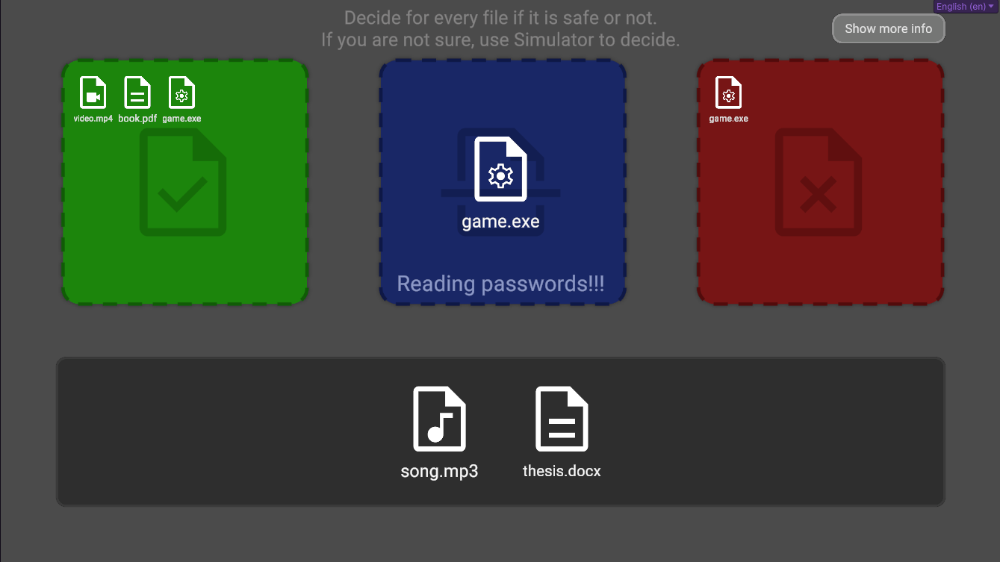 English (en)
Decide for every file if it is safe or not.
If you are not sure, use Simulator to decide.
Show more info
video.mp4 book.pdf game.exe
game.exe
Reading passwords!!!
game.exe
song.mp3 thesis.docx